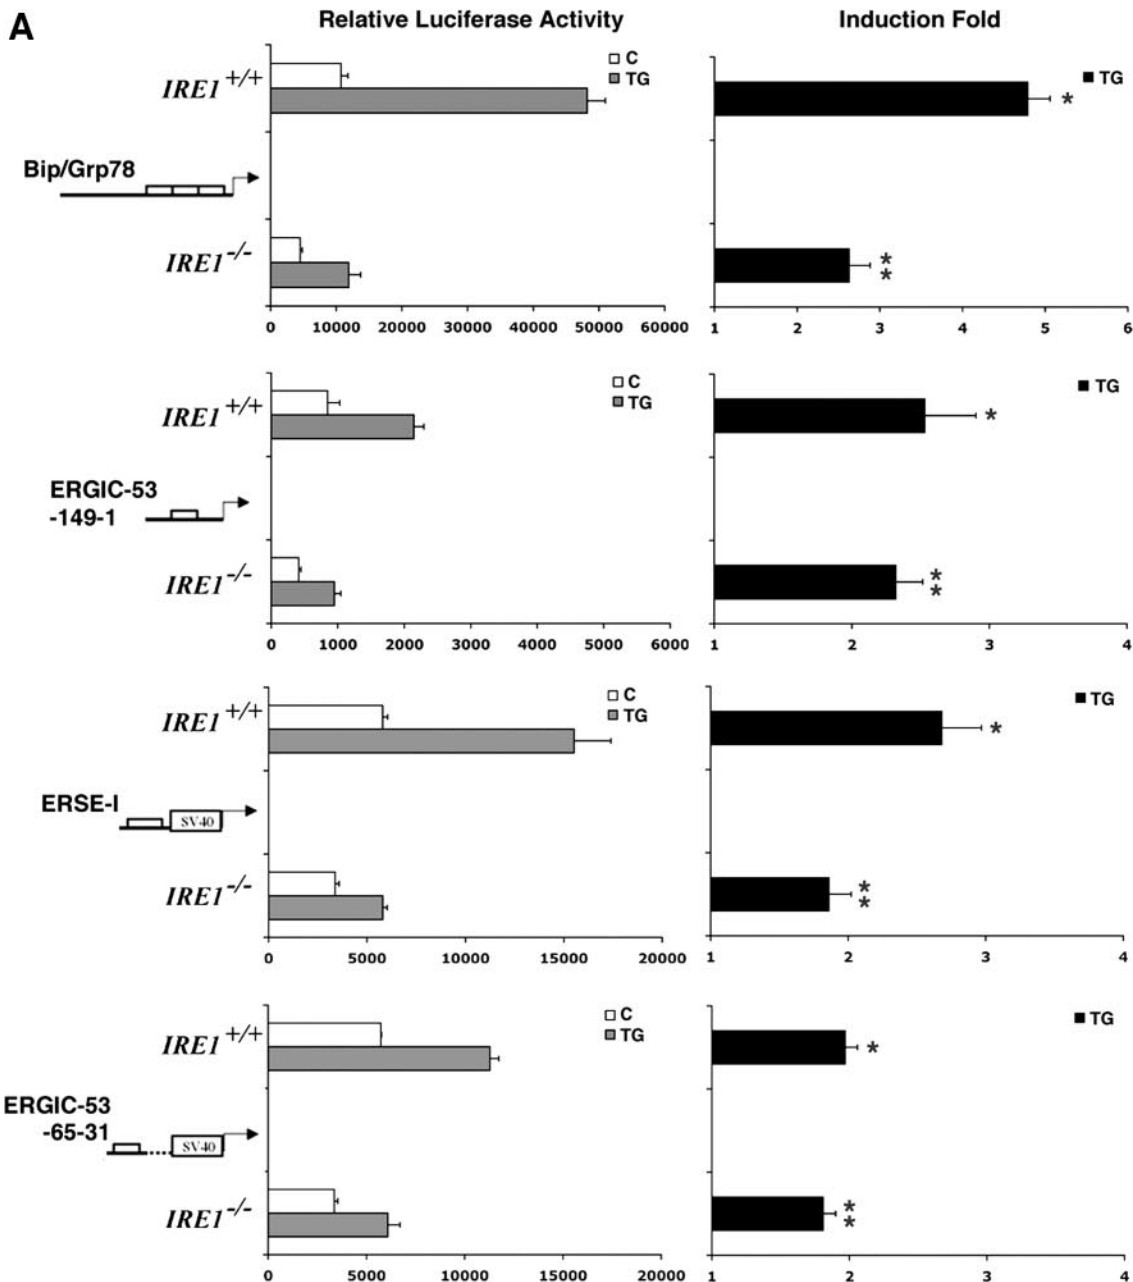 A
Relative Luciferase Activity
Induction Fold
C
TG
TG
IRE1 +/+
*
Bip/Grp78
IRE1 -/-
*
*
0 10000 20000 30000 40000 50000 60000
1 2 3 4 5 6
C
TG
TG
IRE1 +/+
*
ERGIC-53
-149-1
IRE1 -/-
*
*
0 1000 2000 3000 4000 5000 6000
1 2 3 4
C
TG
TG
IRE1 +/+
*
ERSE-I
SV40
IRE1 -/-
*
*
0 5000 10000 15000 20000
1 2 3 4
C
TG
TG
IRE1 +/+
*
ERGIC-53
-65-31
SV40
IRE1 -/-
*
*
0 5000 10000 15000 20000
1 2 3 4